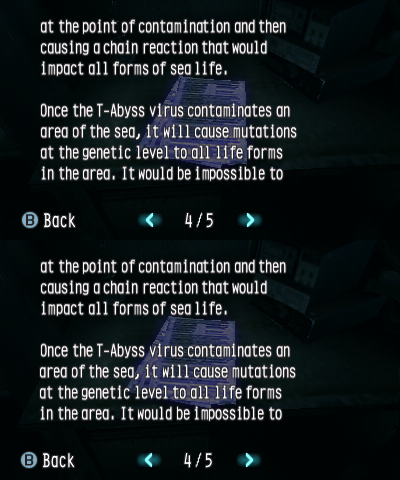 at the point of contamination and then
causing a chain reaction that would
impact all forms of sea life.
Once the T-Abyss virus contaminates an
area of the sea, it will cause mutations
at the genetic level to all life forms
in the area. It would be impossible to
B Back 4/5
at the point of contamination and then
causing a chain reaction that would
impact all forms of sea life.
Once the T-Abyss virus contaminates an
area of the sea, it will cause mutations
at the genetic level to all life forms
in the area. It would be impossible to
B Back 4/5